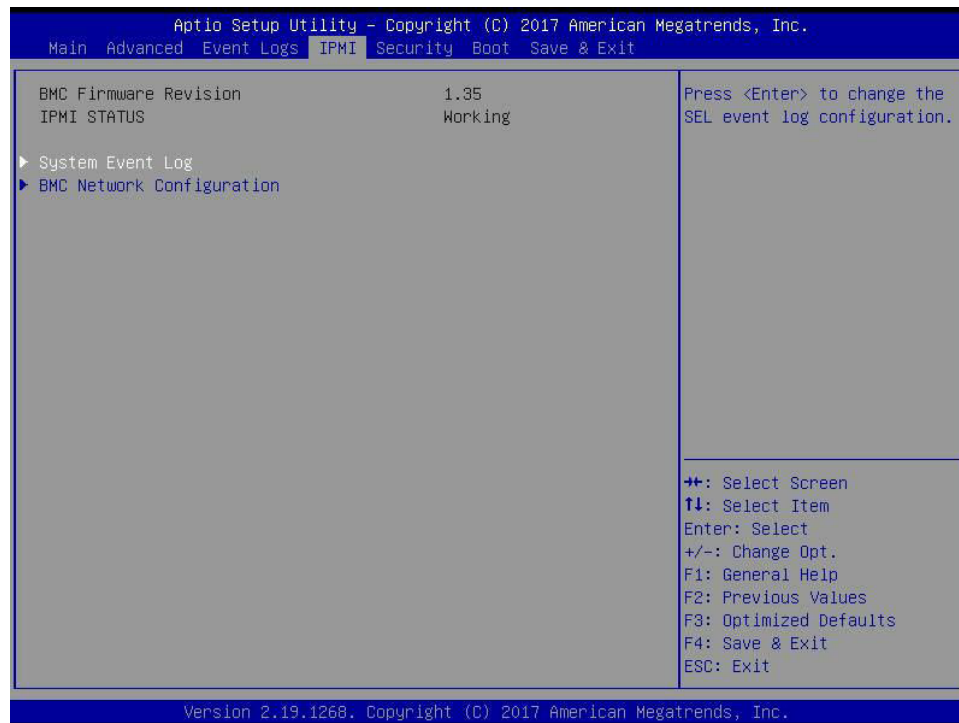 Aptio Setup Utility – Copyright (C) 2017 American Megatrends, Inc.
Main Advanced Event Logs IPMI Security Boot Save & Exit
BMC Firmware Revision 1.35
IPMI STATUS Working
System Event Log
BMC Network Configuration
Press <Enter> to change the
SEL event log configuration.
→←: Select Screen
↑↓: Select Item
Enter: Select
+/-: Change Opt.
F1: General Help
F2: Previous Values
F3: Optimized Defaults
F4: Save & Exit
ESC: Exit
Version 2.19.1268. Copyright (C) 2017 American Megatrends, Inc.